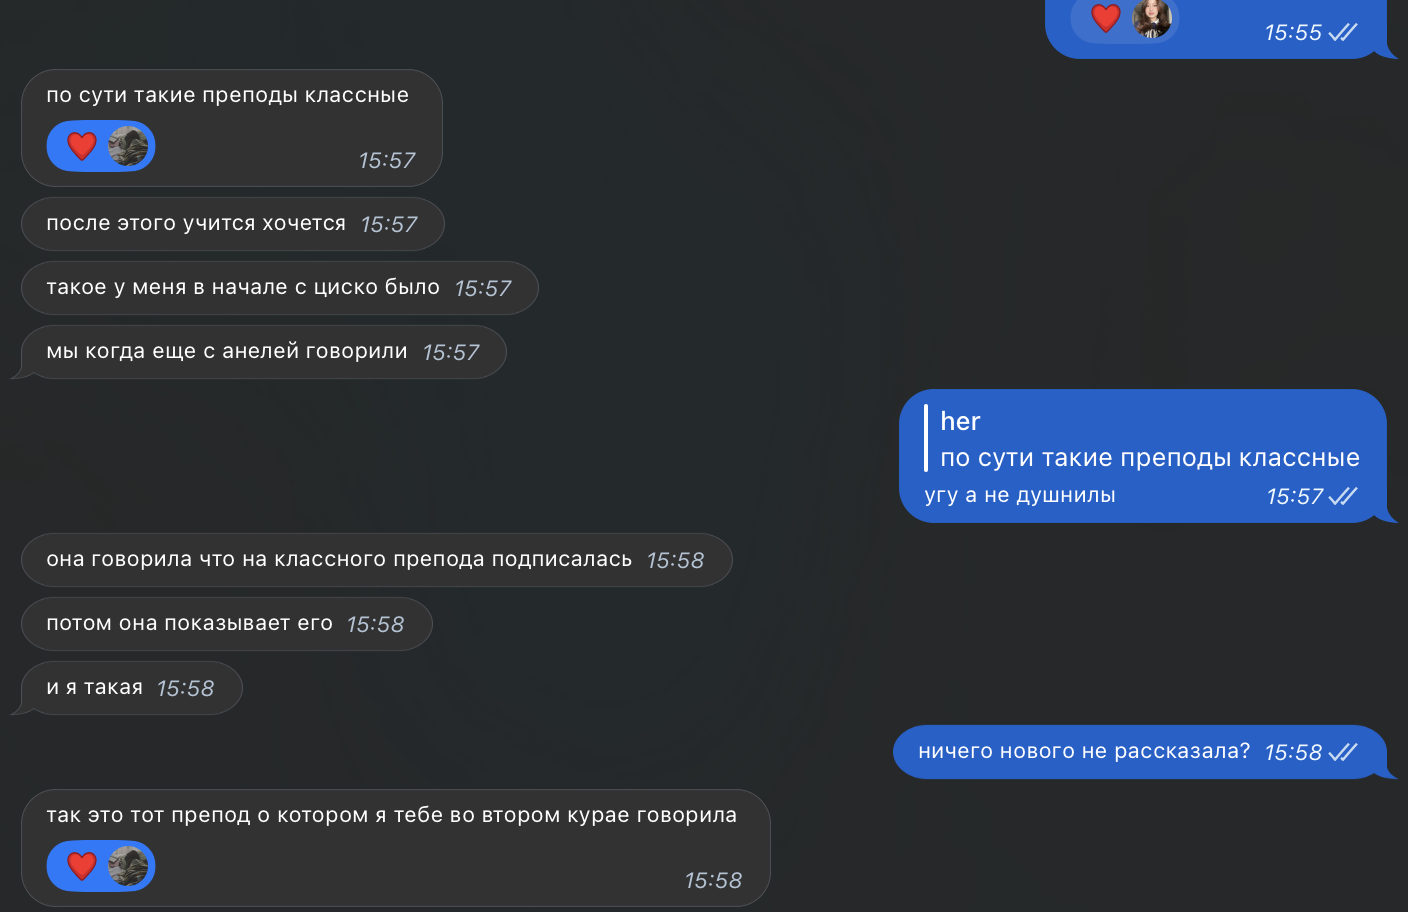 15:55
по сути такие преподы классные
15:57
после этого учится хочется 15:57
такое у меня в начале с циско было 15:57
мы когда еще с анелей говорили 15:57
her
по сути такие преподы классные
угу а не душнилы 15:57
она говорила что на классного препода подписалась 15:58
потом она показывает его 15:58
и я такая 15:58
ничего нового не рассказала? 15:58
так это тот препод о котором я тебе во втором курае говорила
15:58